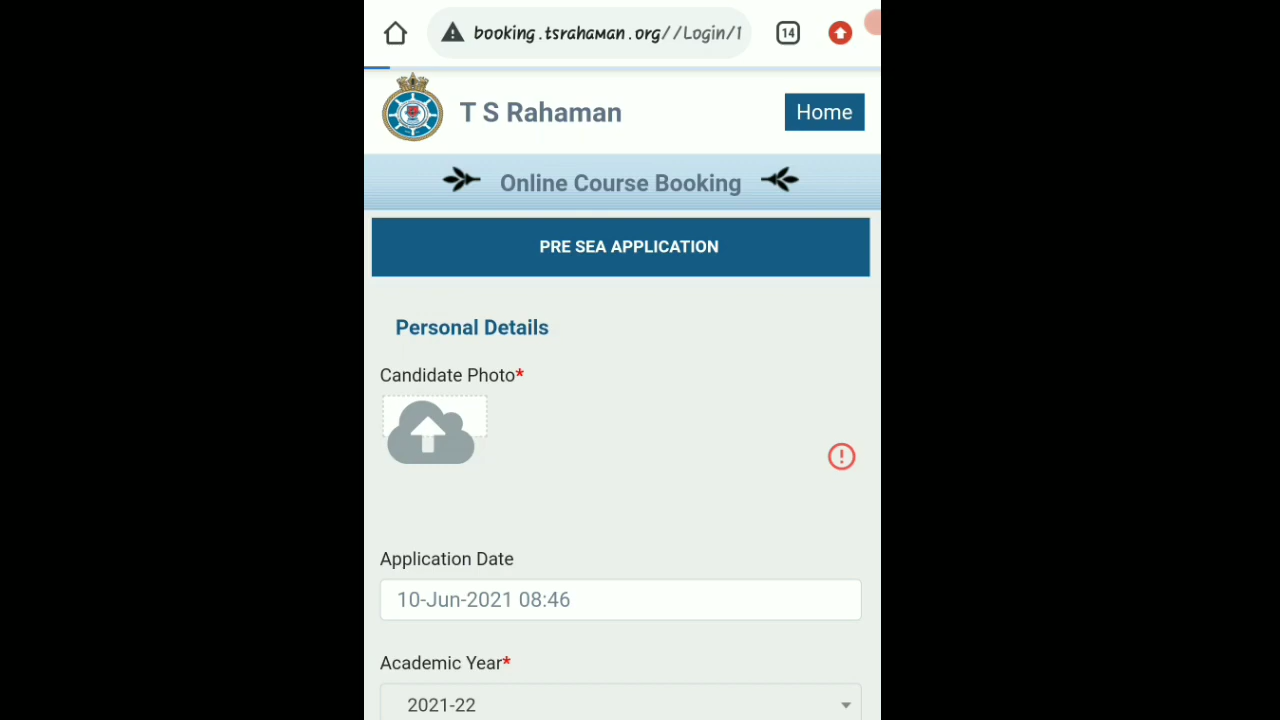 booking.tsrahaman.org//Login/1
14
T S Rahaman
Home
Online Course Booking
PRE SEA APPLICATION
Personal Details
Candidate Photo*
Application Date
10-Jun-2021 08:46
Academic Year*
2021-22